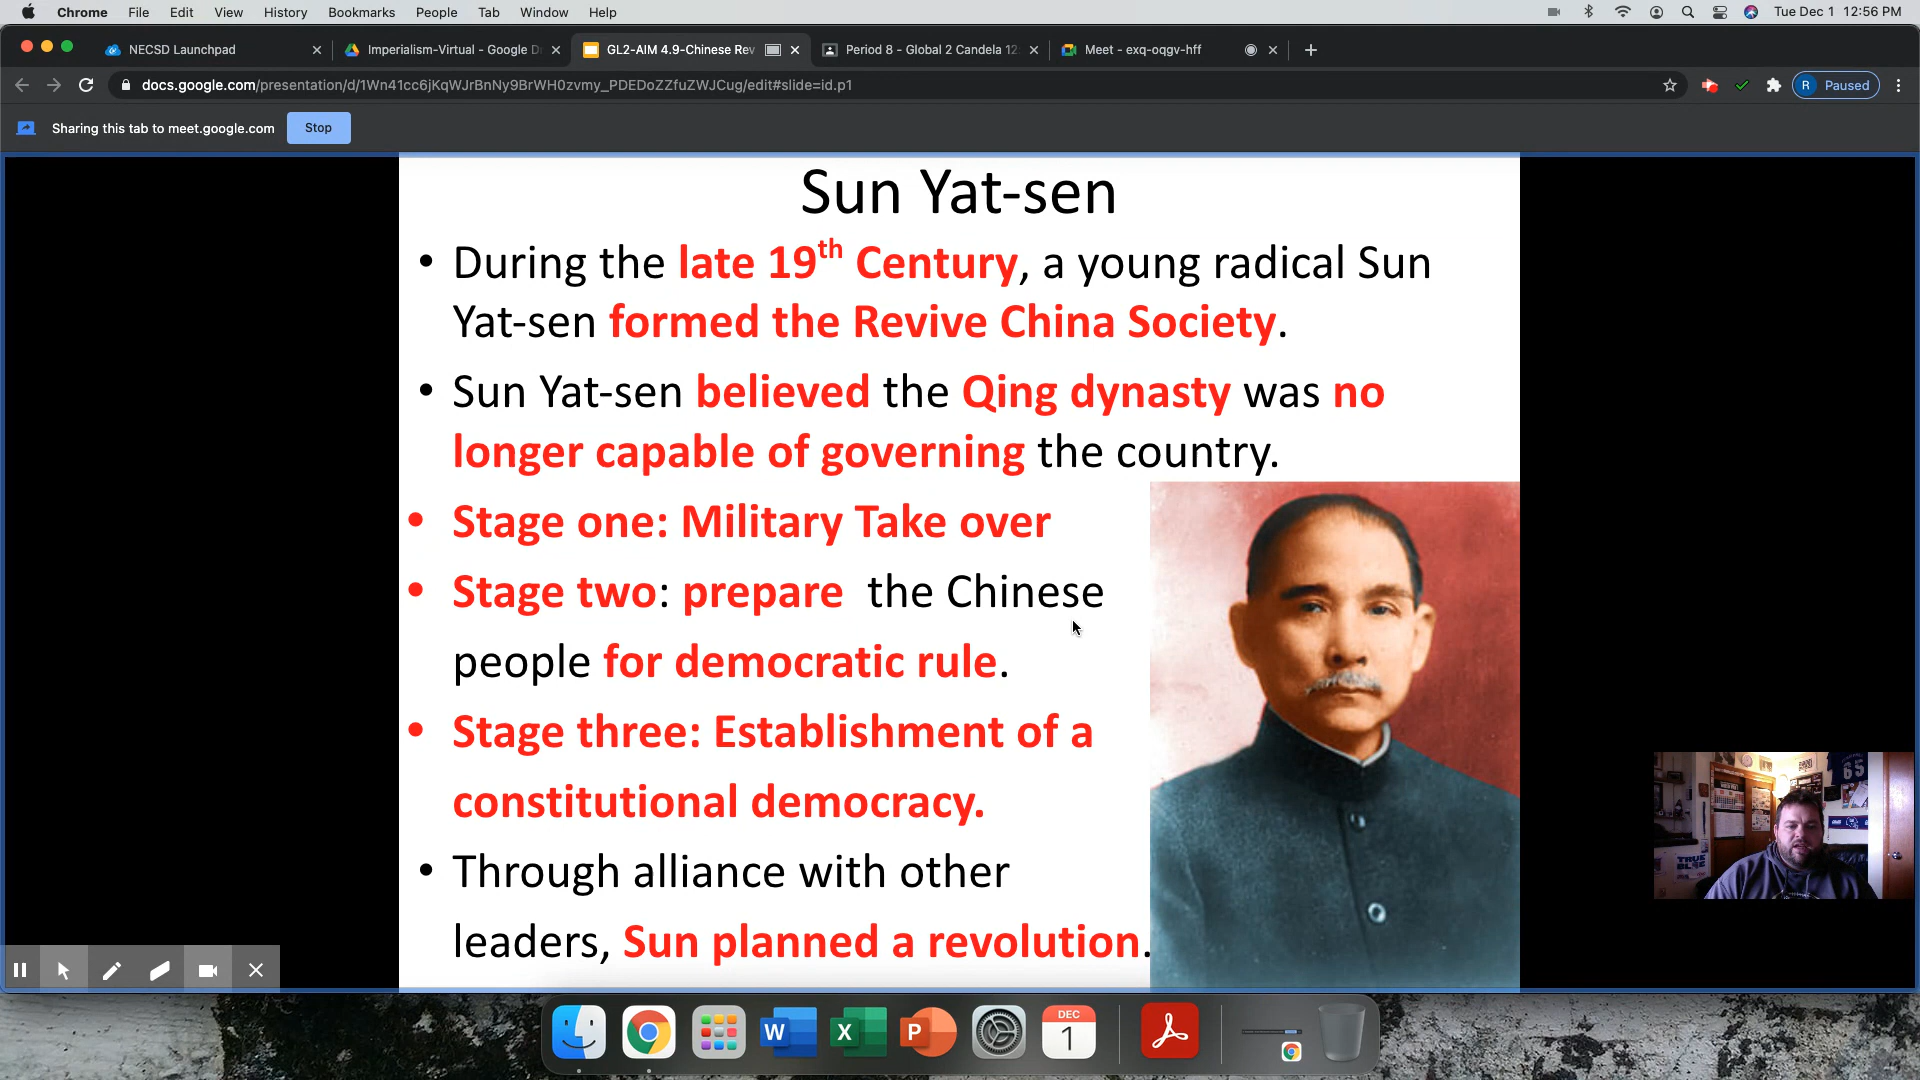 Chrome File Edit View History Bookmarks People Tab Window Help Tue Dec 1 12:56 PM
NECSD Launchpad Imperialism-Virtual - Google D GL2-AIM 4.9-Chinese Rev Period 8 - Global 2 Candela 12: Meet - exq-oqgv-hff
docs.google.com/presentation/d/1Wn41cc6jKqWJrBnNy9BrWH0zvmy_PDEDoZZfuZWJCug/edit#slide=id.p1 R Paused
Sharing this tab to meet.google.com Stop
Sun Yat-sen
• During the late 19th Century, a young radical Sun
Yat-sen formed the Revive China Society.
• Sun Yat-sen believed the Qing dynasty was no
longer capable of governing the country.
• Stage one: Military Take over
• Stage two: prepare the Chinese
people for democratic rule.
• Stage three: Establishment of a
constitutional democracy.
• Through alliance with other
leaders, Sun planned a revolution.
65
TRUE
BLUE
W X P DEC
1